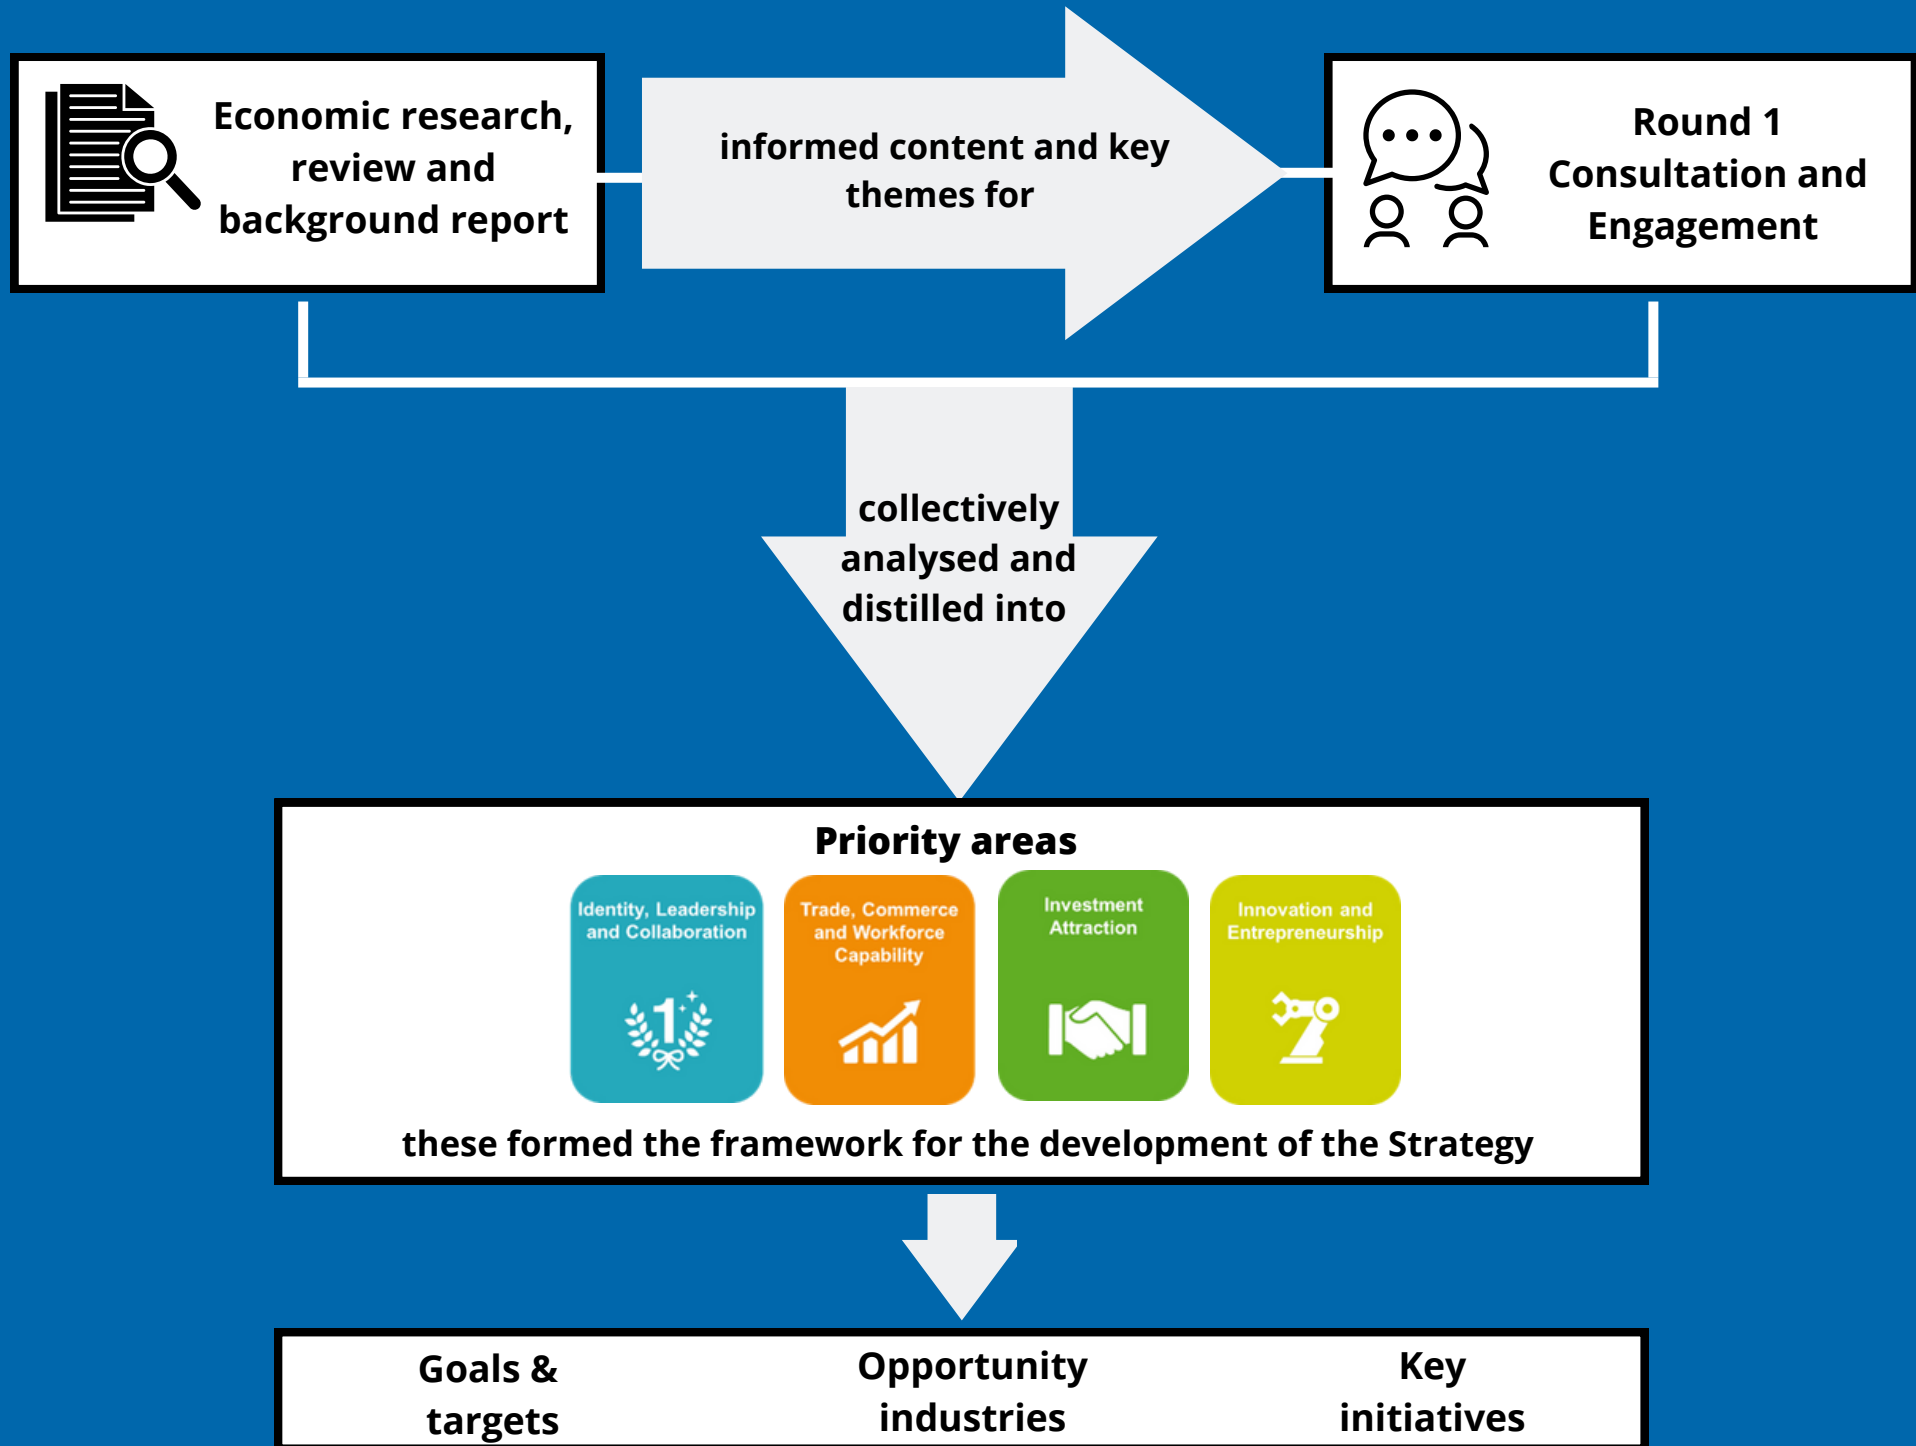 Economic research,
review and
background report
informed content and key
themes for
Round 1
Consultation and
Engagement
collectively
analysed and
distilled into
Priority areas
Identity, Leadership
and Collaboration
1
Trade, Commerce
and Workforce
Capability
Investment
Attraction
Innovation and
Entrepreneurship
these formed the framework for the development of the Strategy
Goals &
targets
Opportunity
industries
Key
initiatives